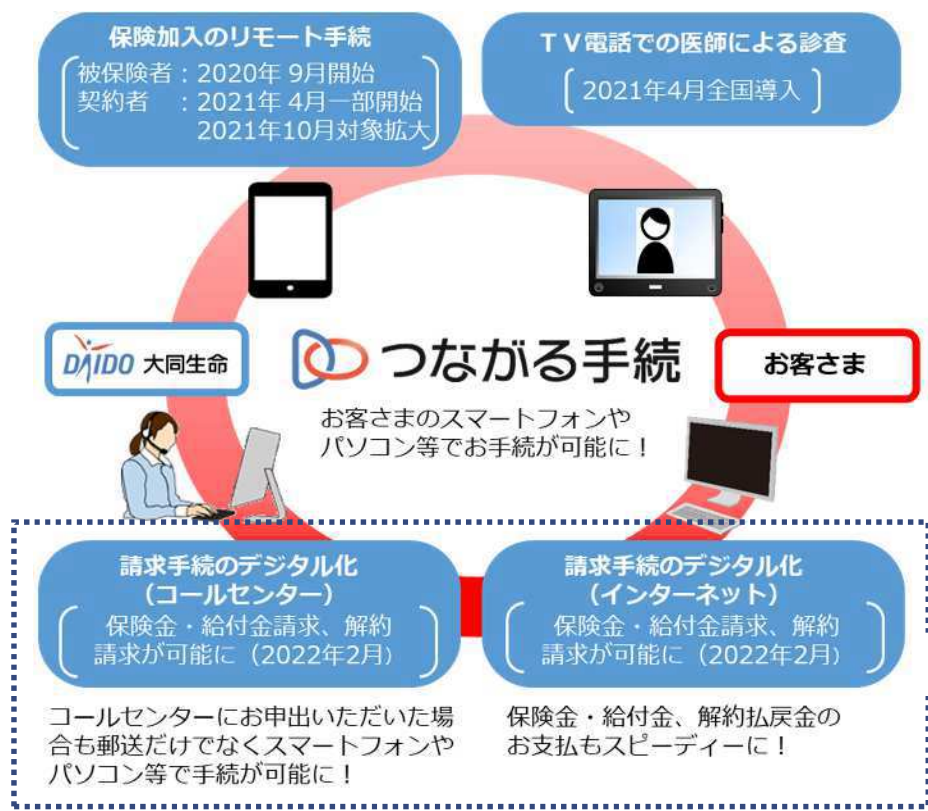 保険加入のリモート手続
被保険者：2020年 9月開始
契約者　：2021年 4月一部開始
2021年10月対象拡大
ＴＶ電話での医師による診査
2021年4月全国導入
DAIDO 大同生命
つながる手続
お客さま
お客さまのスマートフォンや
パソコン等でお手続が可能に！
請求手続のデジタル化
（コールセンター）
保険金・給付金請求、解約
請求が可能に（2022年2月）
コールセンターにお申出いただいた場
合も郵送だけでなくスマートフォンや
パソコン等で手続が可能に！
請求手続のデジタル化
（インターネット）
保険金・給付金請求、解約
請求が可能に（2022年2月）
保険金・給付金、解約払戻金の
お支払もスピーディーに！